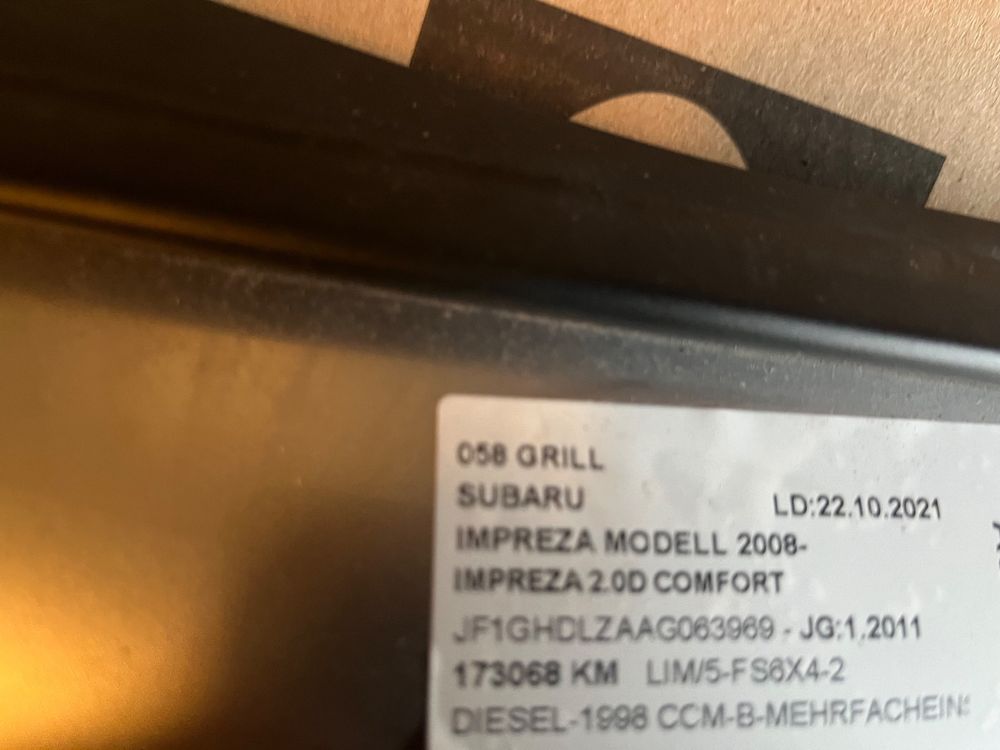 058 GRILL
SUBARU LD:22.10.2021
IMPREZA MODELL 2008-
IMPREZA 2.0D COMFORT
JF1GHDLZAAG063969 - JG:1.2011
173068 KM LIM/5-FS6X4-2
DIESEL-1998 CCM-B-MEHRFACHEINS